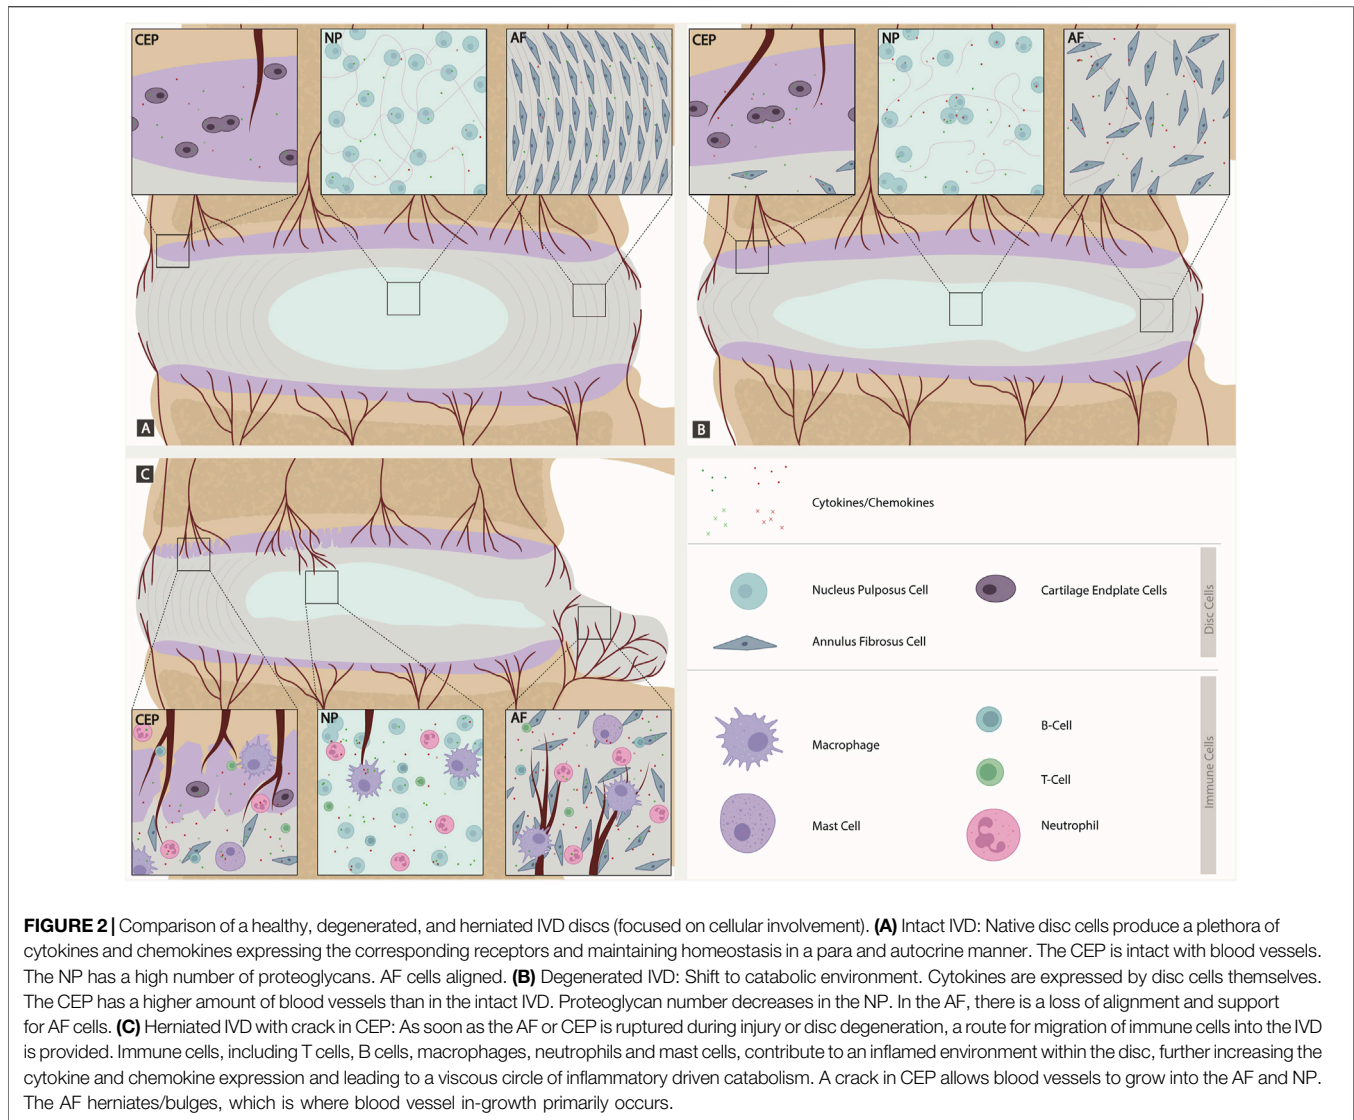 CEP
NP
AF
A
CEP
NP
AF
B
C
CEP
NP
AF
Cytokines/Chemokines
Nucleus Pulposus Cell
Cartilage Endplate Cells
Annulus Fibrosus Cell
Disc Cells
Macrophage
B-Cell
T-Cell
Mast Cell
Neutrophil
Immune Cells
FIGURE 2 | Comparison of a healthy, degenerated, and herniated IVD discs (focused on cellular involvement). (A) Intact IVD: Native disc cells produce a plethora of
cytokines and chemokines expressing the corresponding receptors and maintaining homeostasis in a para and autocrine manner. The CEP is intact with blood vessels.
The NP has a high number of proteoglycans. AF cells aligned. (B) Degenerated IVD: Shift to catabolic environment. Cytokines are expressed by disc cells themselves.
The CEP has a higher amount of blood vessels than in the intact IVD. Proteoglycan number decreases in the NP. In the AF, there is a loss of alignment and support
for AF cells. (C) Herniated IVD with crack in CEP: As soon as the AF or CEP is ruptured during injury or disc degeneration, a route for migration of immune cells into the IVD
is provided. Immune cells, including T cells, B cells, macrophages, neutrophils and mast cells, contribute to an inflamed environment within the disc, further increasing the
cytokine and chemokine expression and leading to a viscous circle of inflammatory driven catabolism. A crack in CEP allows blood vessels to grow into the AF and NP.
The AF herniates/bulges, which is where blood vessel in-growth primarily occurs.